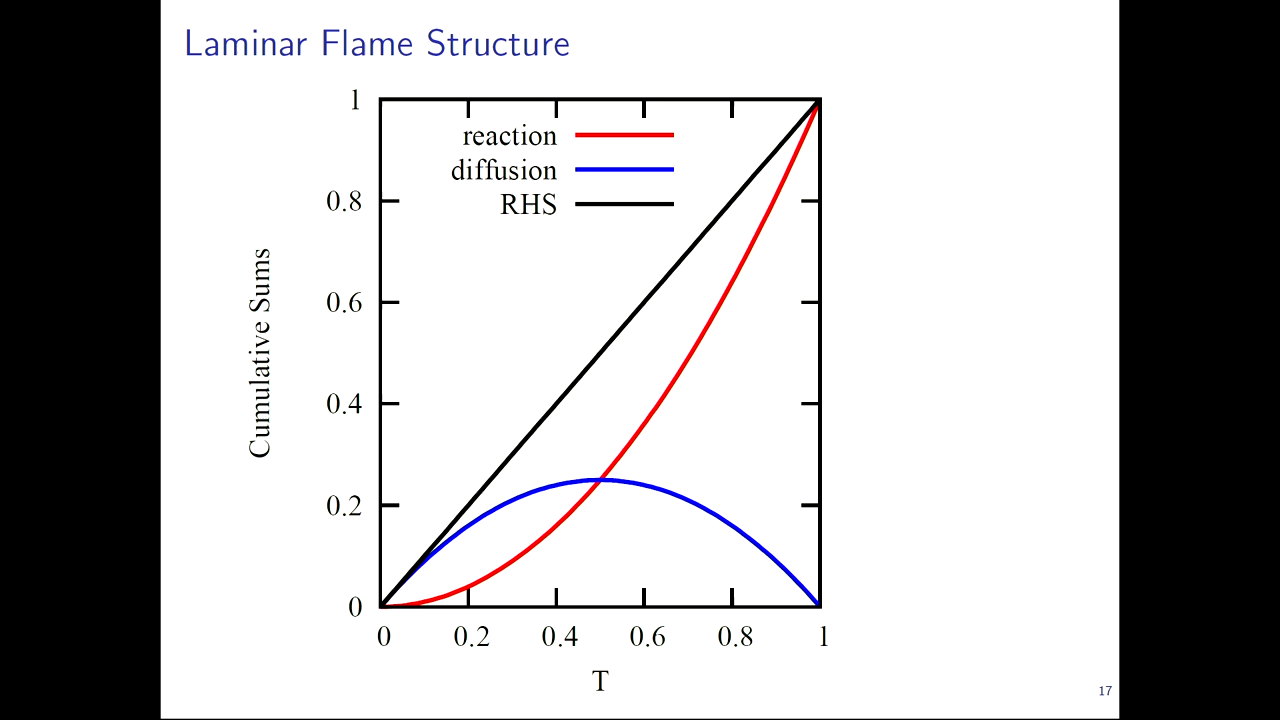 Laminar Flame Structure
1
reaction
diffusion
RHS
0.8
0.6
0.4
0.2
0
Cumulative Sums
0 0.2 0.4 0.6 0.8 1
T
17